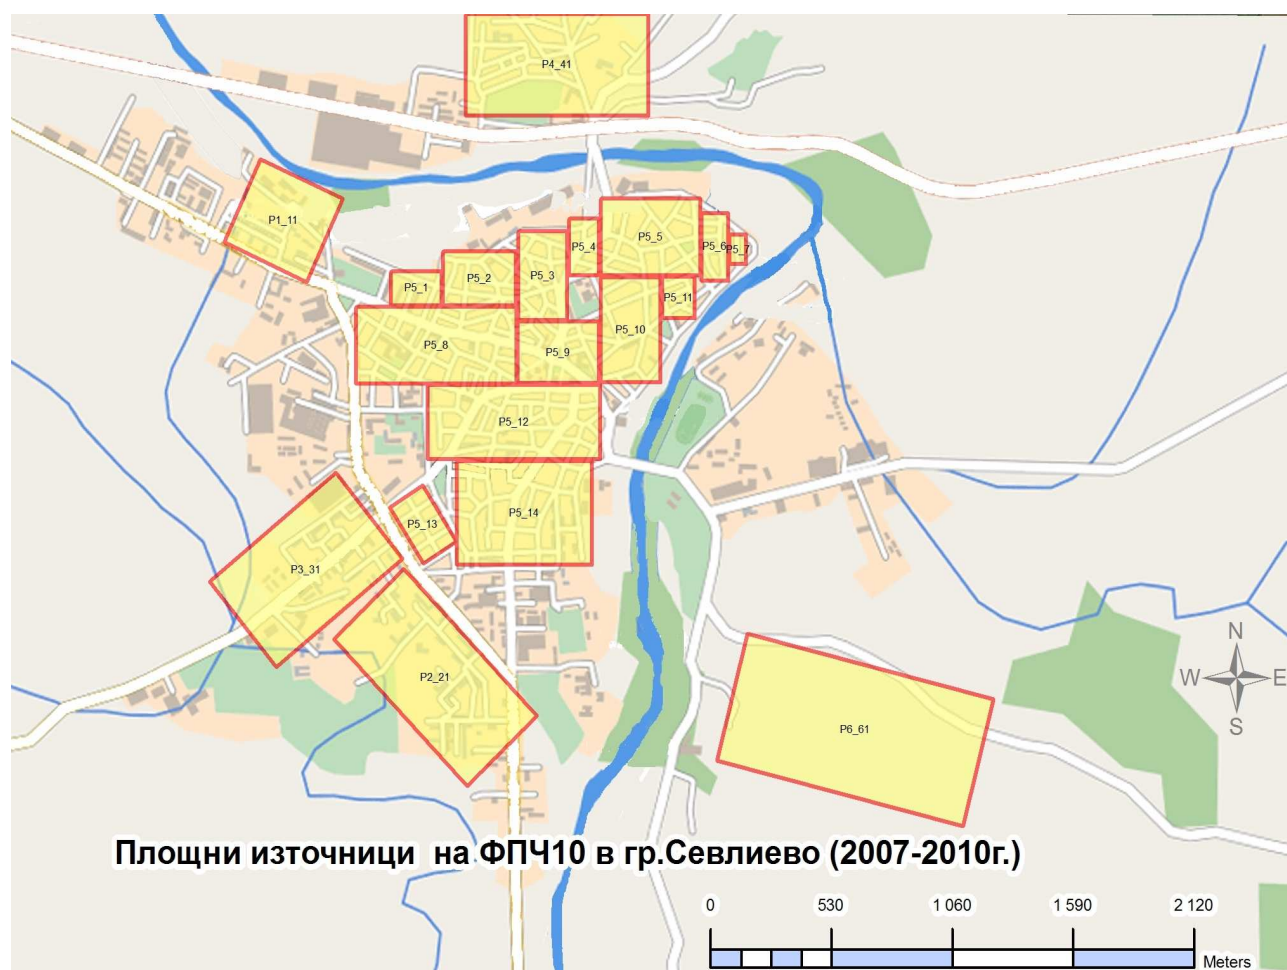 P4_41
P1_11
P5_4
P5_5
P5_6
P5_7
P5_3
P5_2
P5_1
P5_11
P5_10
P5_8
P5_9
P5_12
P5_14
P5_13
P3_31
P2_21
P6_61
N
W E
S
Площни източници на ФПЧ10 в гр.Севлиево (2007-2010г.)
0 530 1 060 1 590 2 120
Meters